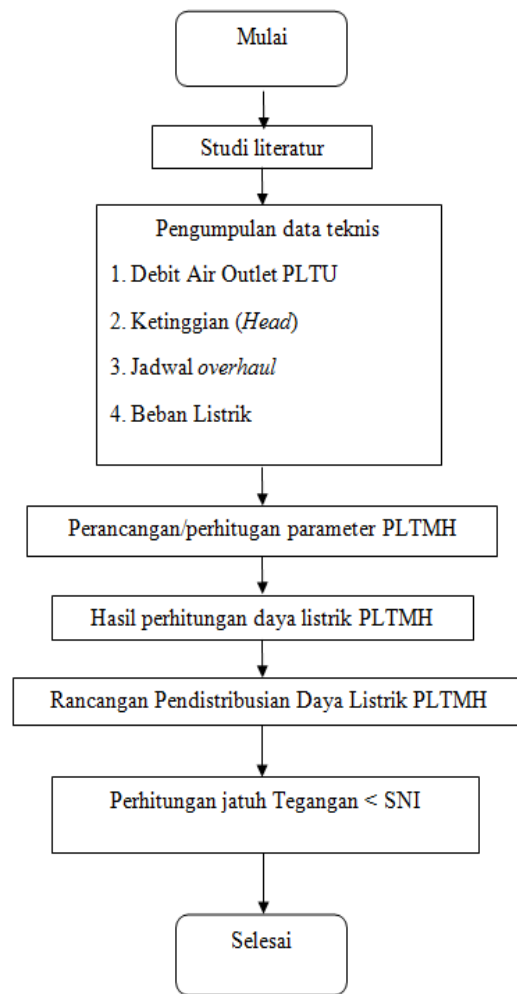 Mulai
Studi literatur
Pengumpulan data teknis
1. Debit Air Outlet PLTU
2. Ketinggian (Head)
3. Jadwal overhaul
4. Beban Listrik
Perancangan/perhitugan parameter PLTMH
Hasil perhitungan daya listrik PLTMH
Rancangan Pendistribusian Daya Listrik PLTMH
Perhitungan jatuh Tegangan < SNI
Selesai